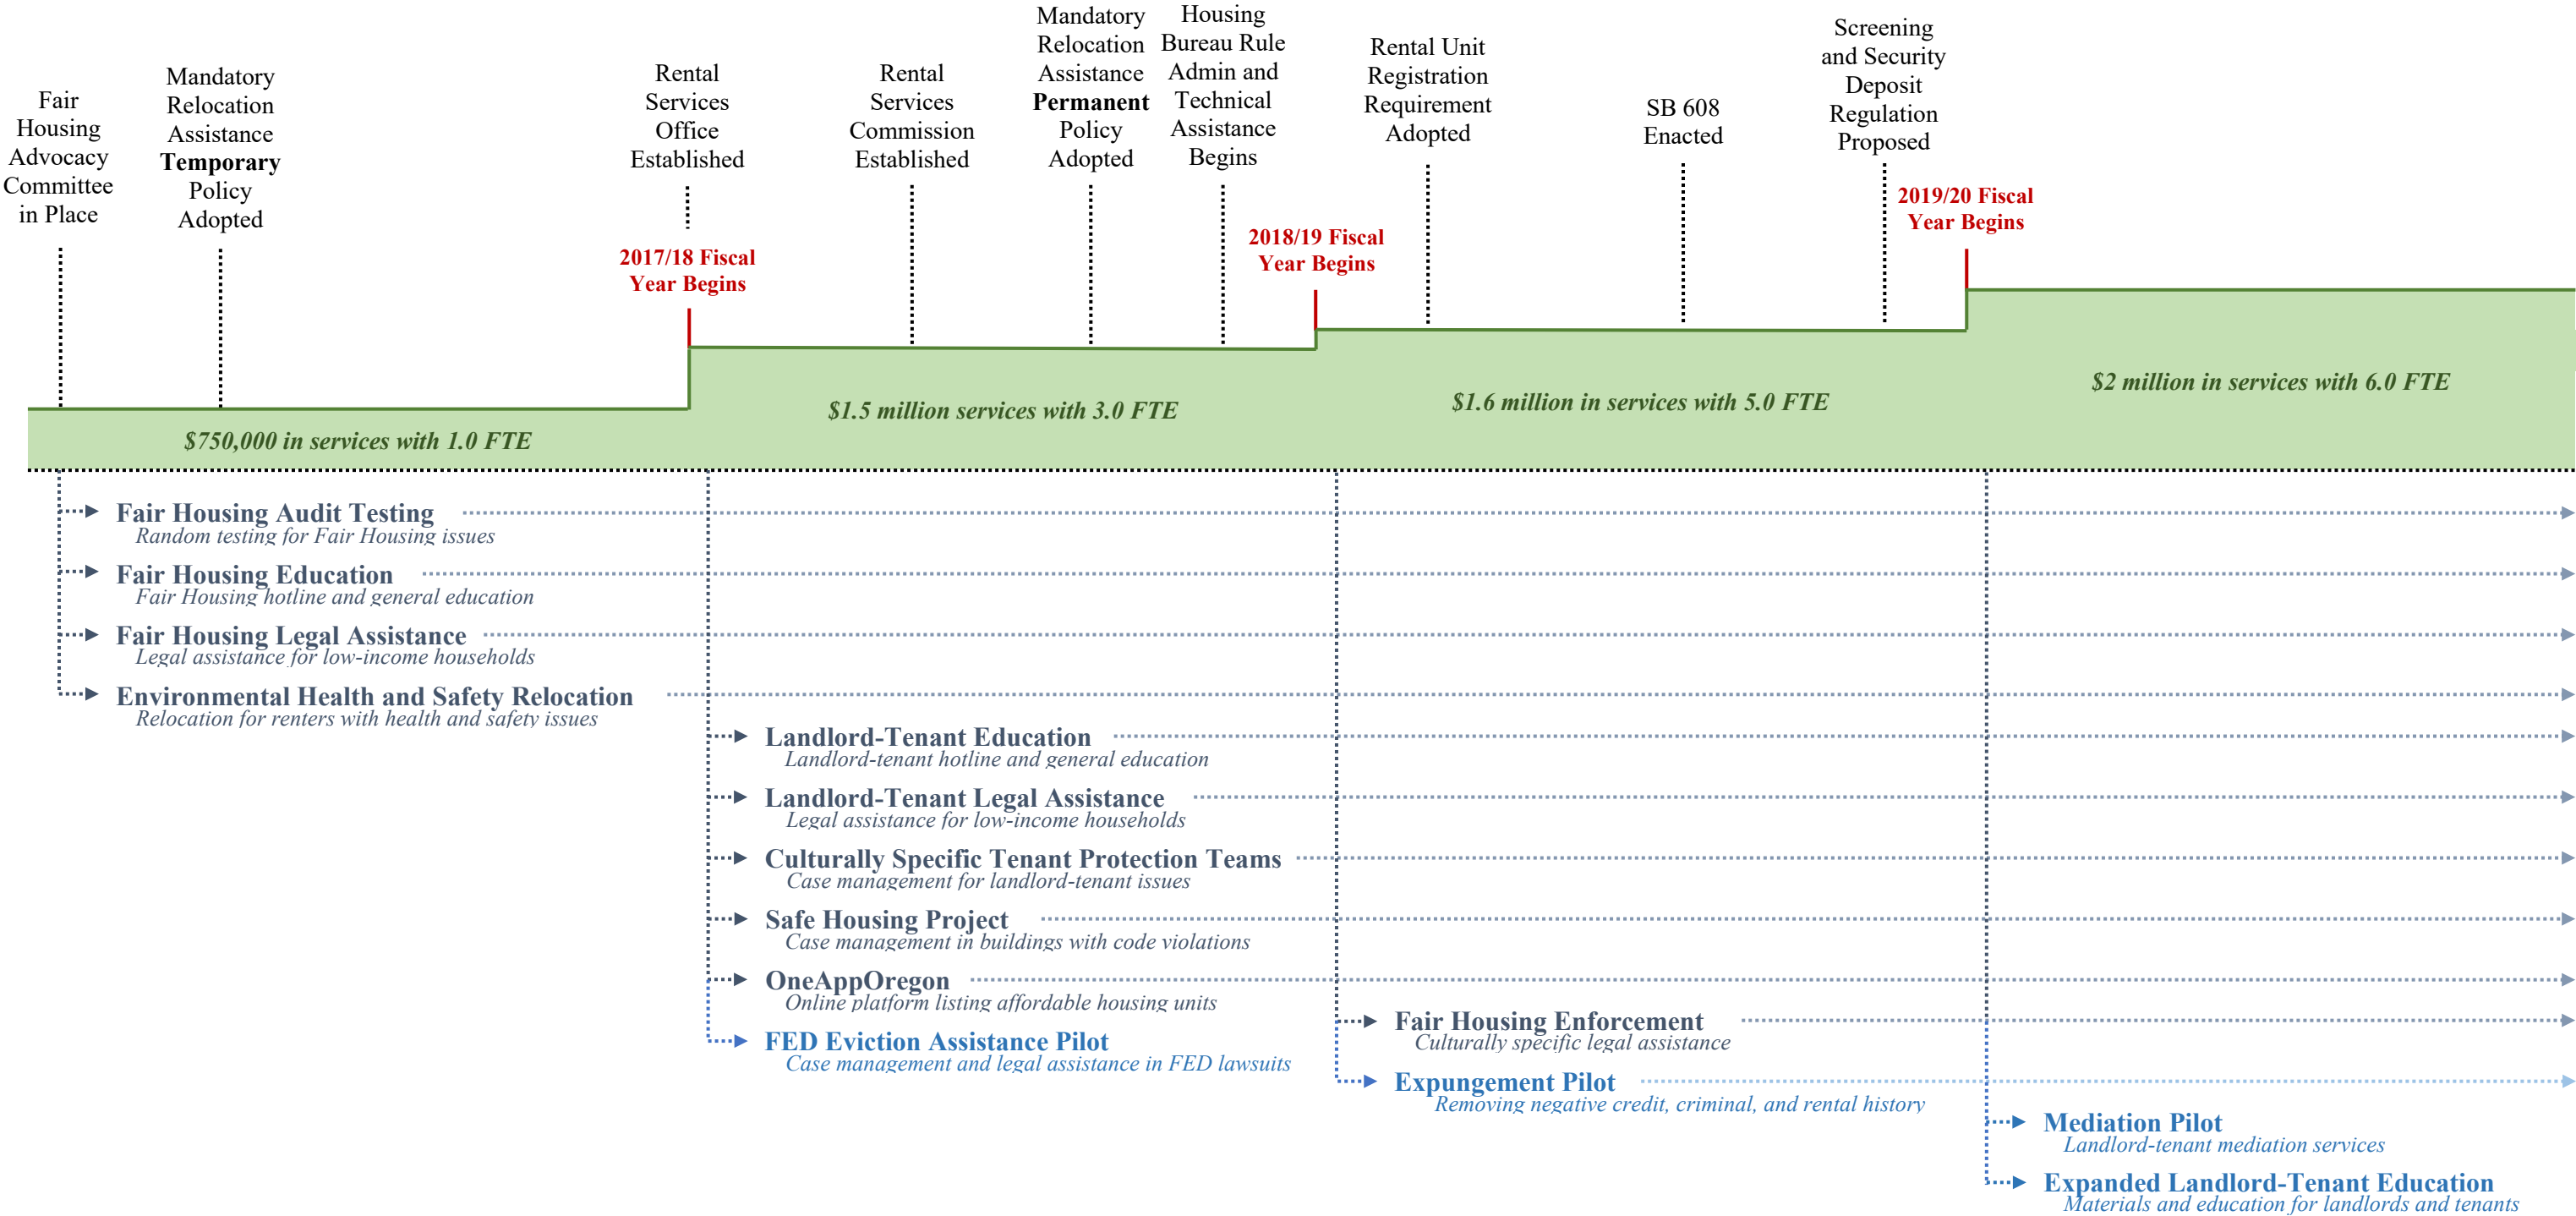 Fair
Housing
Advocacy
Committee
in Place
Mandatory
Relocation
Assistance
Temporary
Policy
Adopted
Rental
Services
Office
Established
Rental
Services
Commission
Established
Mandatory
Relocation
Assistance
Permanent
Policy
Adopted
Housing
Bureau Rule
Admin and
Technical
Assistance
Begins
Rental Unit
Registration
Requirement
Adopted
SB 608
Enacted
Screening
and Security
Deposit
Regulation
Proposed
2017/18 Fiscal
Year Begins
2018/19 Fiscal
Year Begins
2019/20 Fiscal
Year Begins
$750,000 in services with 1.0 FTE
$1.5 million services with 3.0 FTE
$1.6 million in services with 5.0 FTE
$2 million in services with 6.0 FTE
Fair Housing Audit Testing
Random testing for Fair Housing issues
Fair Housing Education
Fair Housing hotline and general education
Fair Housing Legal Assistance
Legal assistance for low-income households
Environmental Health and Safety Relocation
Relocation for renters with health and safety issues
Landlord-Tenant Education
Landlord-tenant hotline and general education
Landlord-Tenant Legal Assistance
Legal assistance for low-income households
Culturally Specific Tenant Protection Teams
Case management for landlord-tenant issues
Safe Housing Project
Case management in buildings with code violations
OneAppOregon
Online platform listing affordable housing units
FED Eviction Assistance Pilot
Case management and legal assistance in FED lawsuits
Fair Housing Enforcement
Culturally specific legal assistance
Expungement Pilot
Removing negative credit, criminal, and rental history
Mediation Pilot
Landlord-tenant mediation services
Expanded Landlord-Tenant Education
Materials and education for landlords and tenants